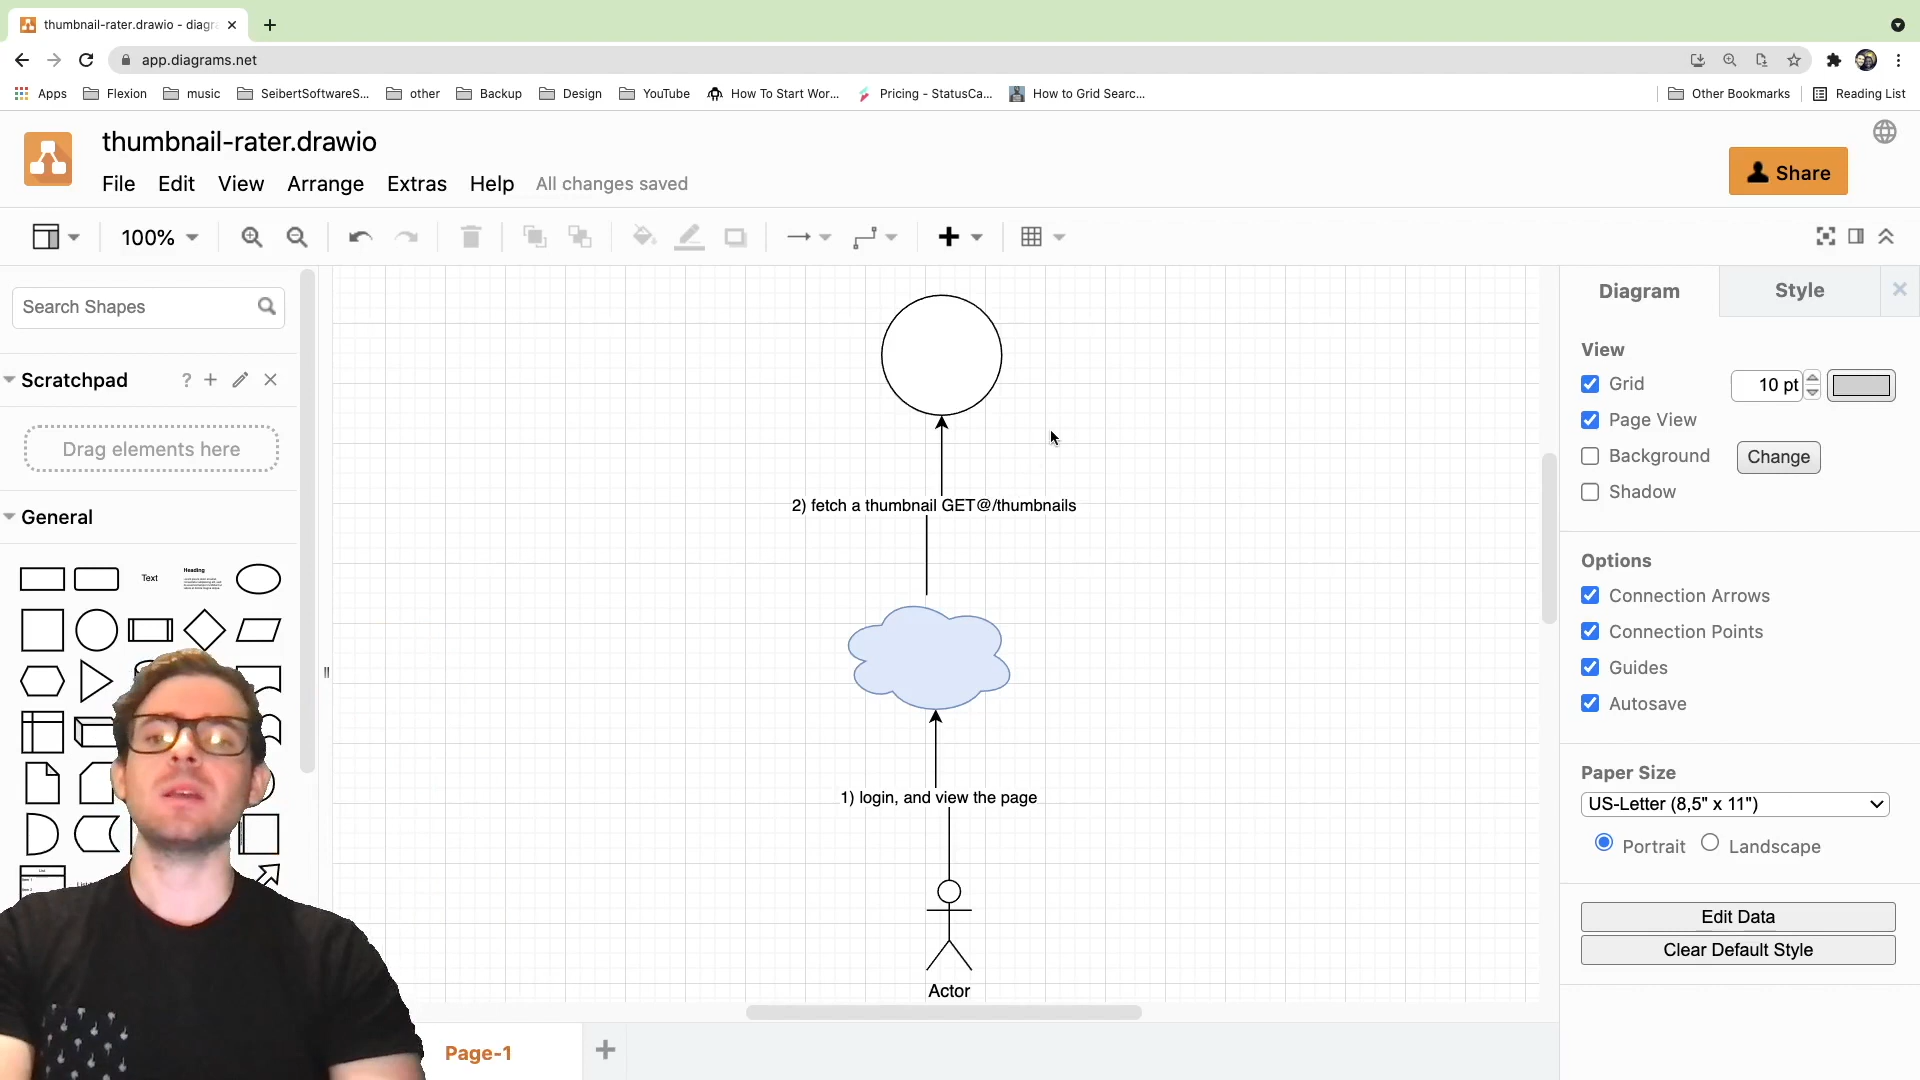 thumbnail-rater.drawio - diagra
app.diagrams.net
Apps
Flexion
music
SeibertSoftwareS...
other
Backup
Design
YouTube
How To Start Wor...
Pricing - StatusCa...
How to Grid Searc...
Other Bookmarks
Reading List
thumbnail-rater.drawio
File Edit View Arrange Extras Help All changes saved
Share
100%
Search Shapes
Scratchpad
?
Drag elements here
General
Text
Heading
2) fetch a thumbnail GET@/thumbnails
1) login, and view the page
Actor
Page-1
Diagram
Style
View
Grid
10 pt
Page View
Background
Change
Shadow
Options
Connection Arrows
Connection Points
Guides
Autosave
Paper Size
US-Letter (8,5" x 11")
Portrait
Landscape
Edit Data
Clear Default Style